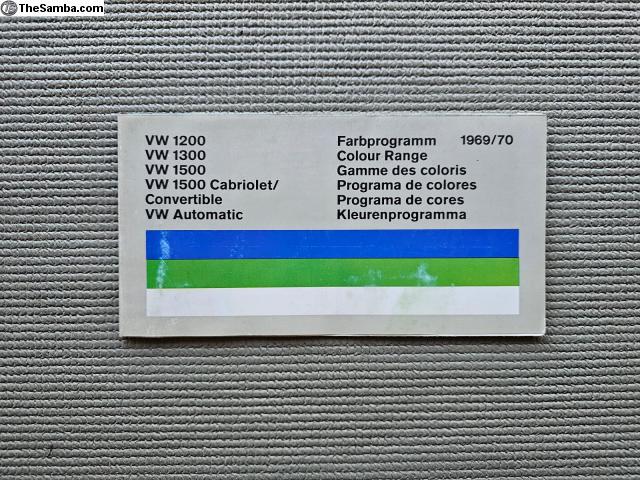 TheSamba.com
VW 1200
VW 1300
VW 1500
VW 1500 Cabriolet/
Convertible
VW Automatic
Farbprogramm 1969/70
Colour Range
Gamme des coloris
Programa de colores
Programa de cores
Kleurenprogramma